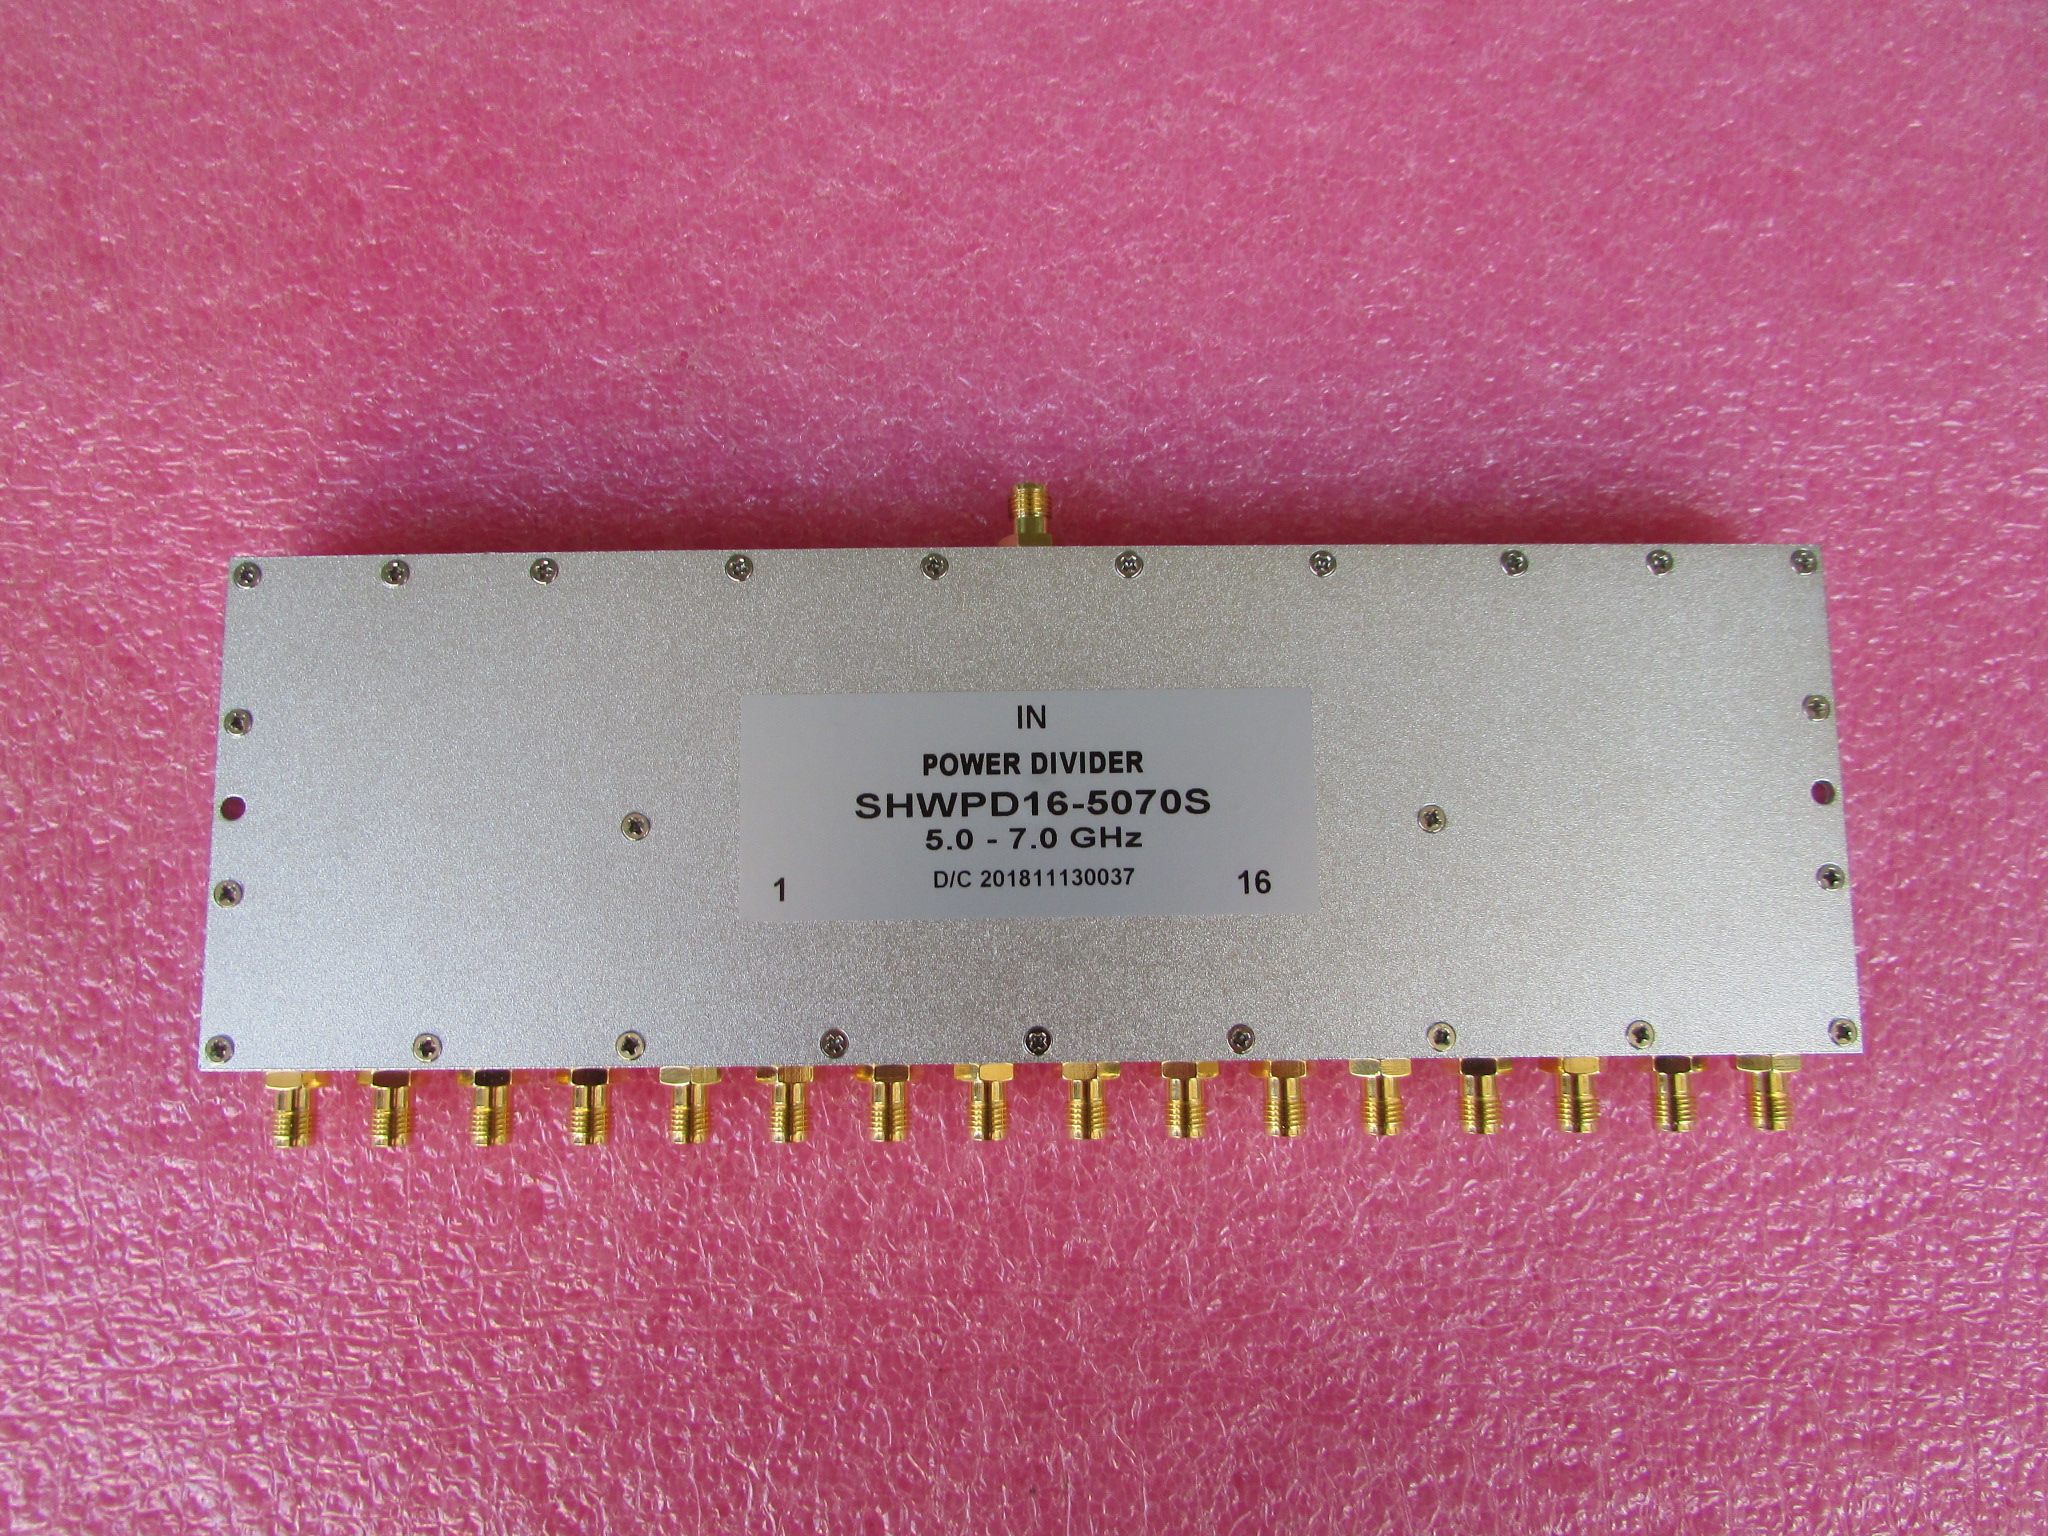 IN
POWER DIVIDER
SHWPD16-5070S
5.0 - 7.0 GHz
D/C 201811130037
1 16